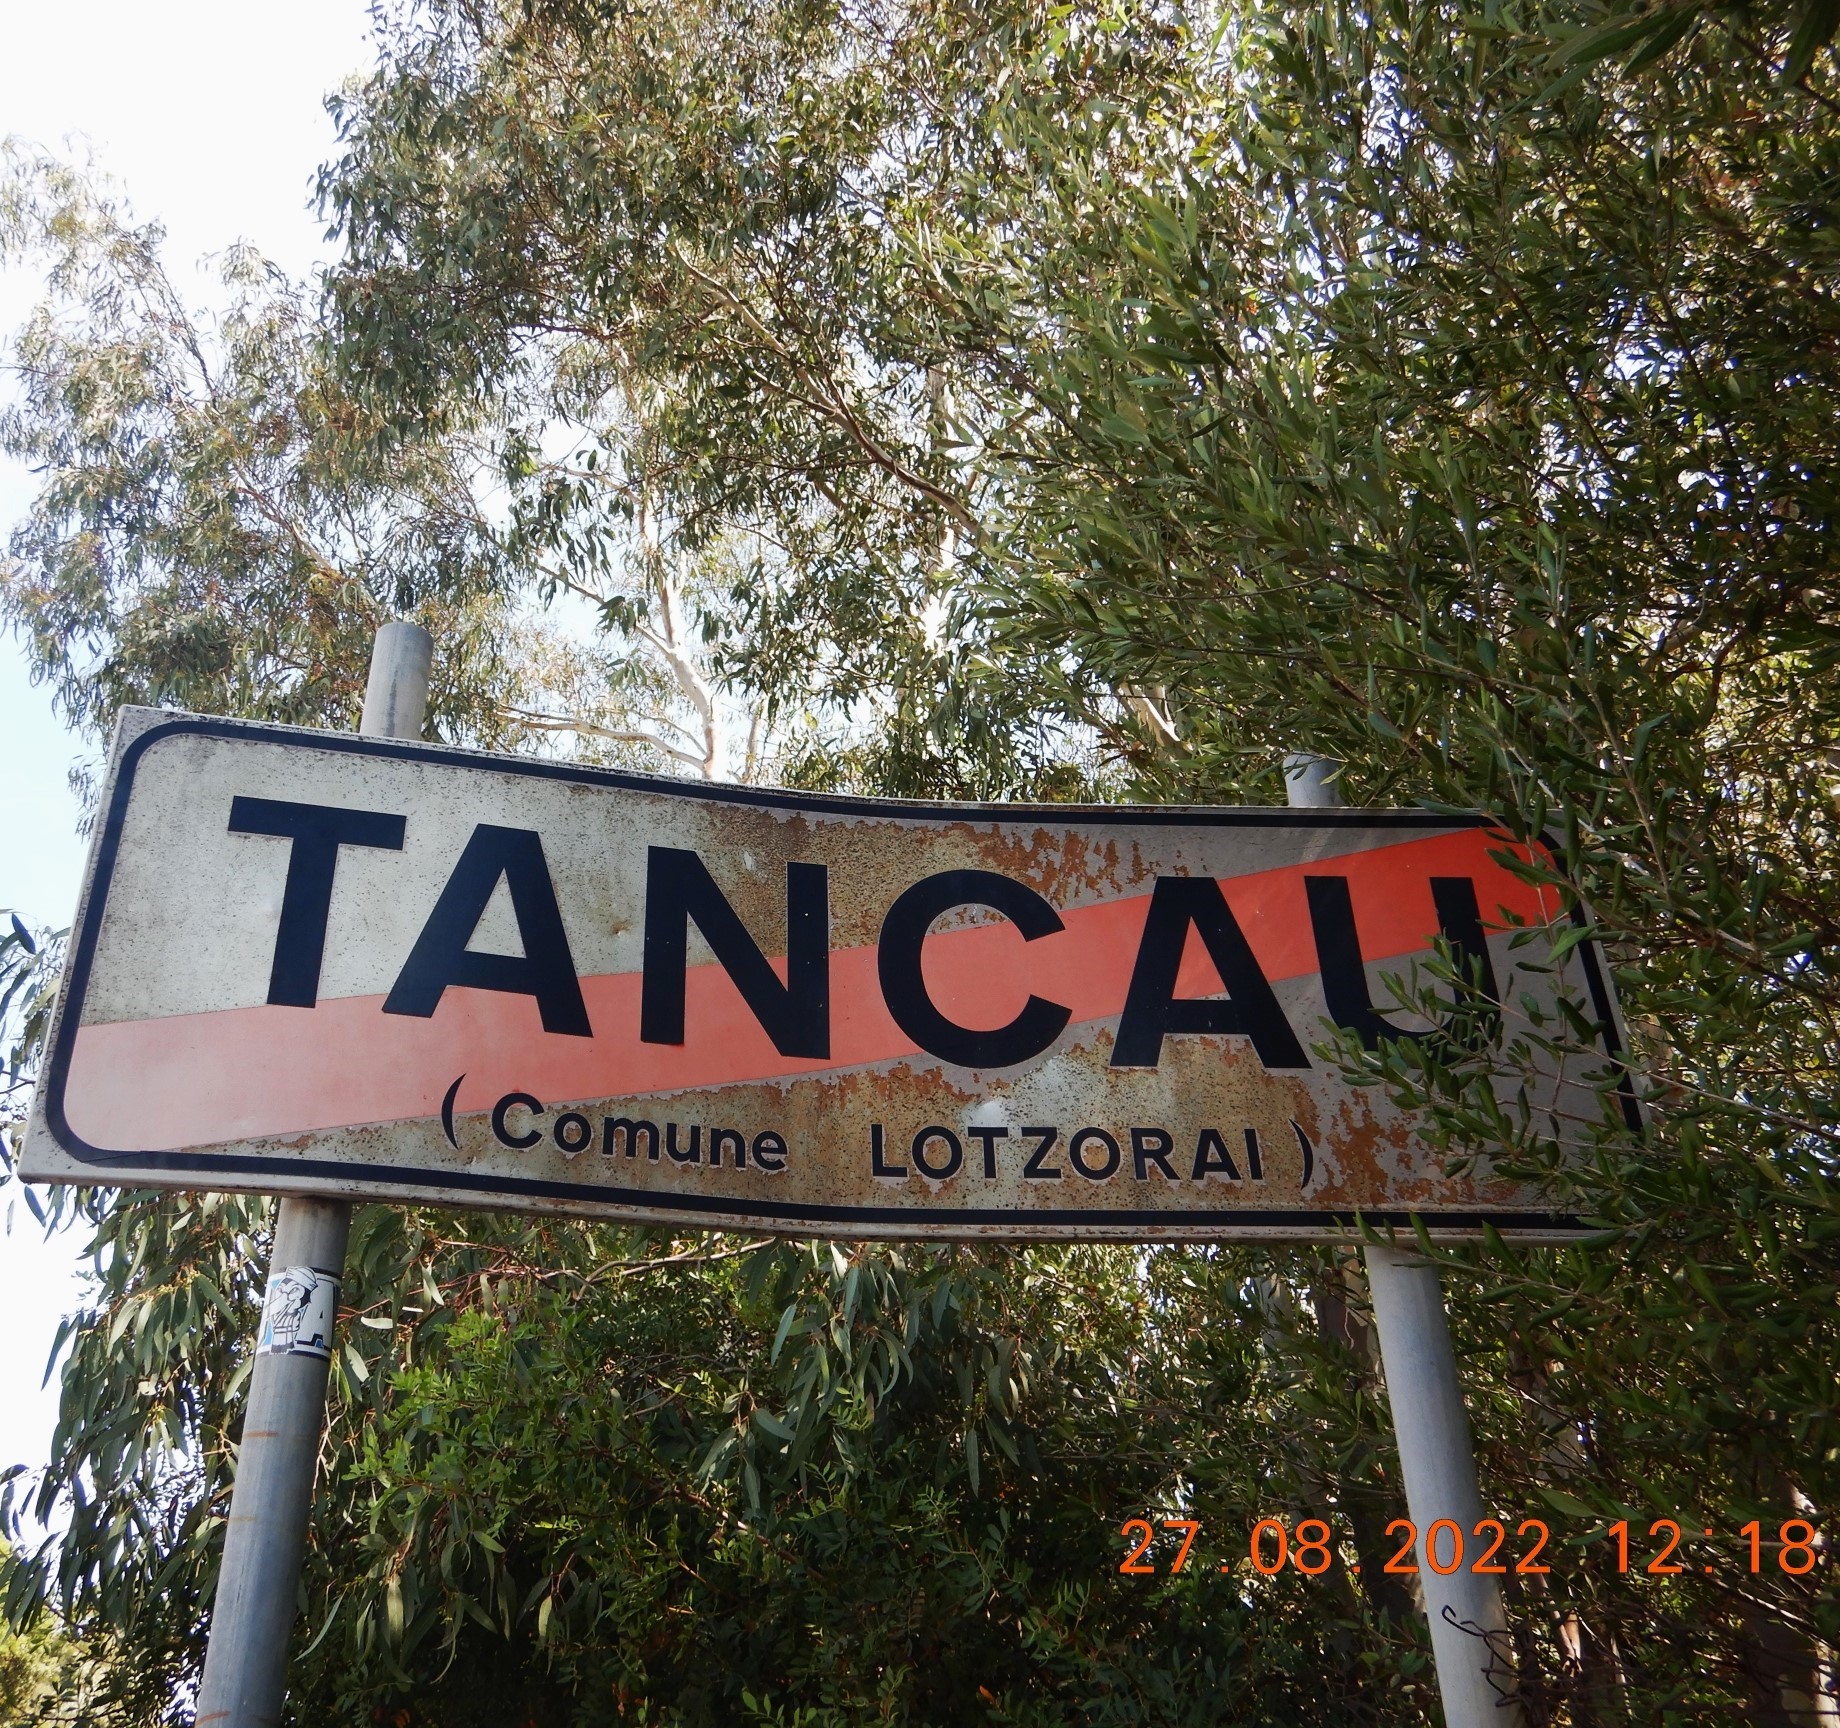 TANCAU
( Comune LOTZORAI )
27.08.2022 12:18